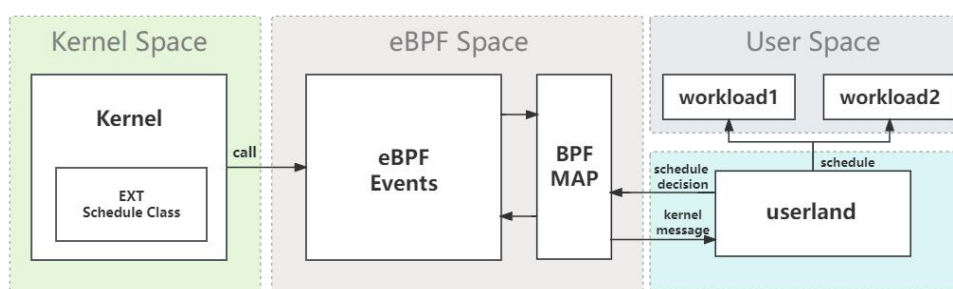 Kernel Space
eBPF Space
User Space
Kernel
EXT
Schedule Class
call
eBPF
Events
BPF
MAP
workload1
workload2
schedule
schedule
decision
kernel
message
userland